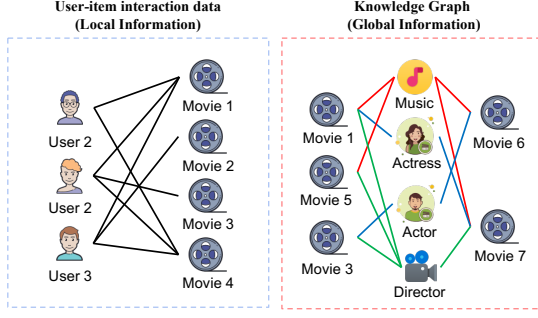 User-item interaction data
(Local Information)
User 2
User 2
User 3
Movie 1
Movie 2
Movie 3
Movie 4
Knowledge Graph
(Global Information)
Movie 1
Movie 5
Movie 3
Music
Actress
Actor
Director
Movie 6
Movie 7